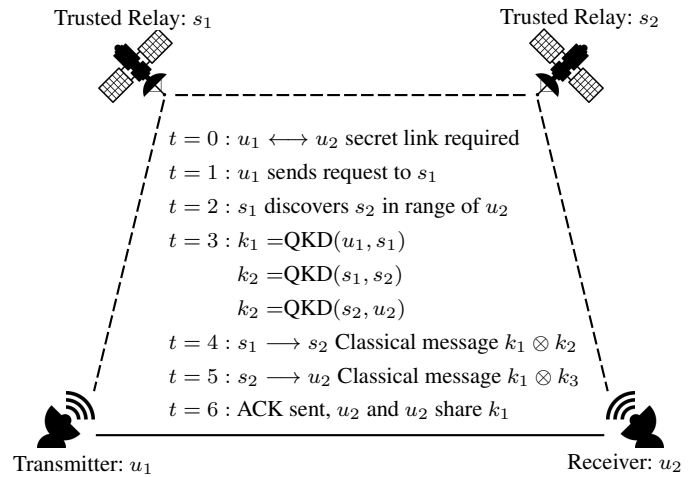 Trusted Relay: s₁
Trusted Relay: s₂
t = 0 : u₁ ⟷ u₂ secret link required
t = 1 : u₁ sends request to s₁
t = 2 : s₁ discovers s₂ in range of u₂
t = 3 : k₁ =QKD(u₁, s₁)
k₂ =QKD(s₁, s₂)
k₂ =QKD(s₂, u₂)
t = 4 : s₁ ⟶ s₂ Classical message k₁ ⊗ k₂
t = 5 : s₂ ⟶ u₂ Classical message k₁ ⊗ k₃
t = 6 : ACK sent, u₂ and u₂ share k₁
Transmitter: u₁
Receiver: u₂